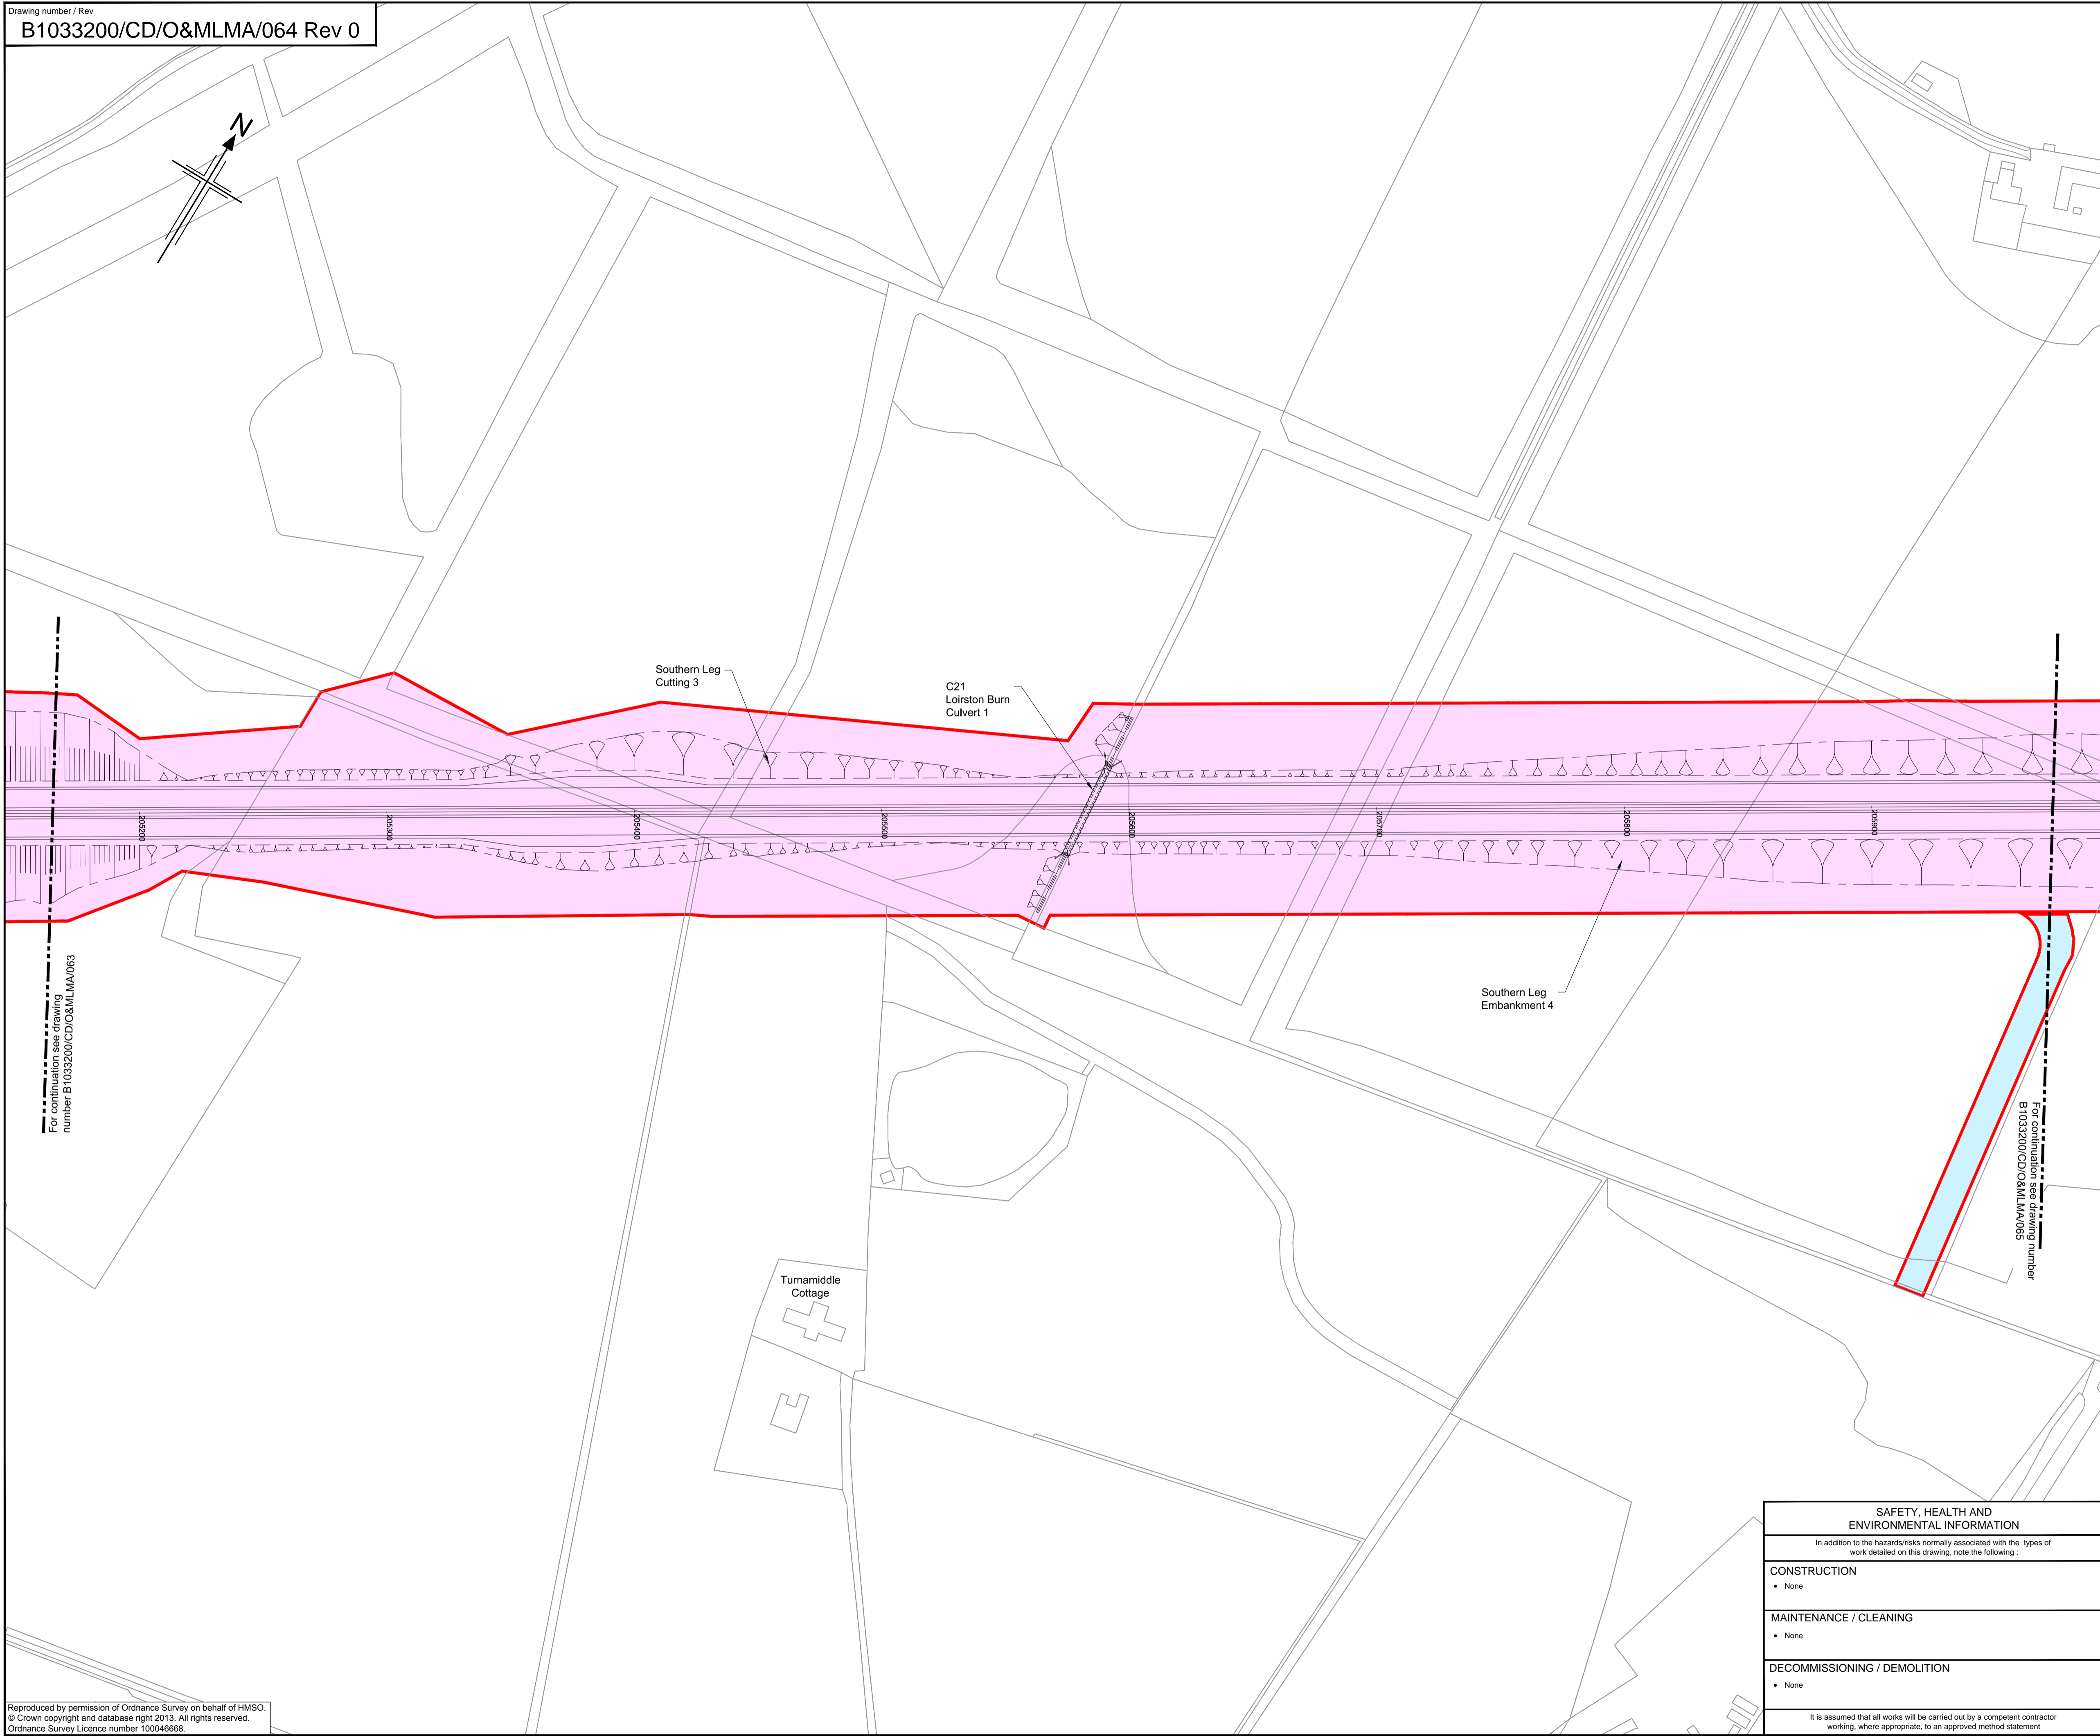 Drawing number / Rev
B1033200/CD/O&MLMA/064 Rev 0
N
Southern Leg
Cutting 3
C21
Loirston Burn
Culvert 1
205200
205300
205400
205500
205600
205700
205800
205900
For continuation see drawing
number B1033200/CD/O&MLMA/063
Southern Leg
Embankment 4
For continuation see drawing number
B1033200/CD/O&MLMA/065
Turnamiddle
Cottage
SAFETY, HEALTH AND
ENVIRONMENTAL INFORMATION
In addition to the hazards/risks normally associated with the types of
work detailed on this drawing, note the following :
CONSTRUCTION
• None
MAINTENANCE / CLEANING
• None
DECOMMISSIONING / DEMOLITION
• None
It is assumed that all works will be carried out by a competent contractor
working, where appropriate, to an approved method statement
Reproduced by permission of Ordnance Survey on behalf of HMSO.
© Crown copyright and database right 2013. All rights reserved.
Ordnance Survey Licence number 100046668.